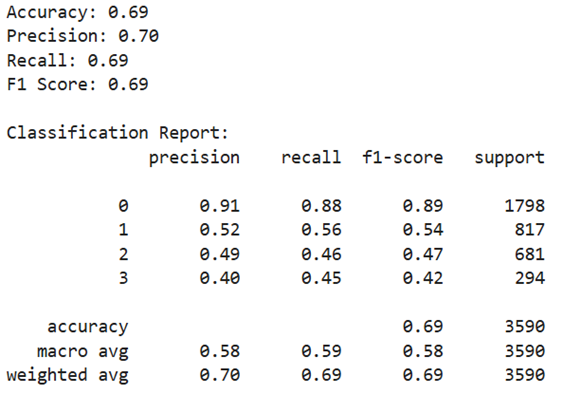 Accuracy: 0.69
Precision: 0.70
Recall: 0.69
F1 Score: 0.69
Classification Report:
precision recall f1-score support
0 0.91 0.88 0.89 1798
1 0.52 0.56 0.54 817
2 0.49 0.46 0.47 681
3 0.40 0.45 0.42 294
accuracy 0.69 3590
macro avg 0.58 0.59 0.58 3590
weighted avg 0.70 0.69 0.69 3590